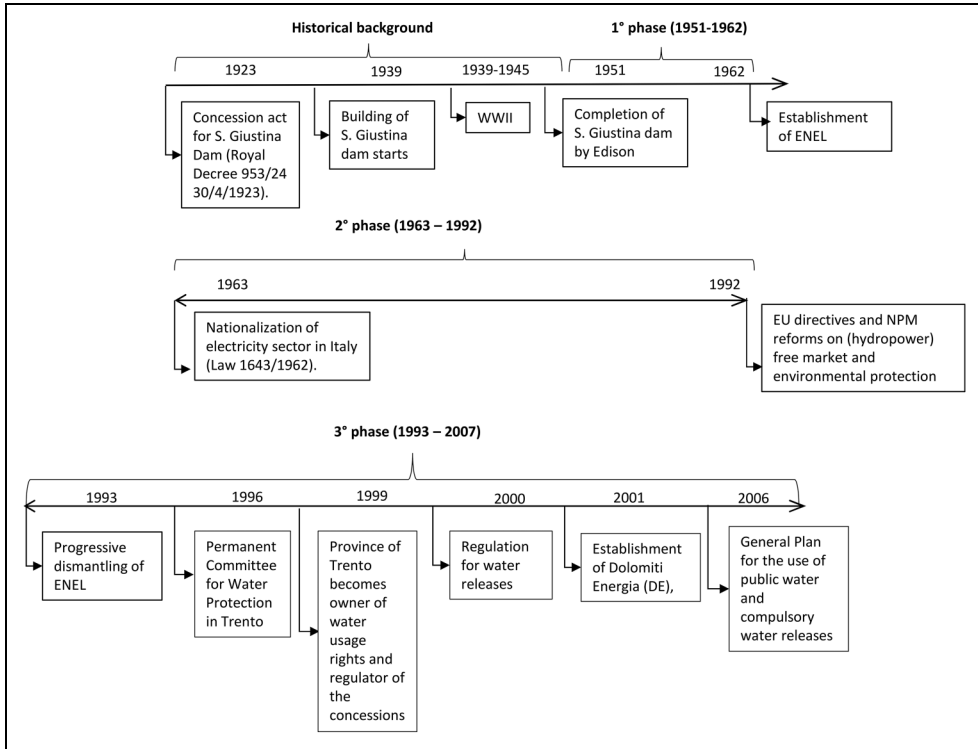 Historical background
1° phase (1951-1962)
1923
1939
1939-1945
1951
1962
Concession act
for S. Giustina
Dam (Royal
Decree 953/24
30/4/1923).
Building of
S. Giustina
dam starts
WWII
Completion of
S. Giustina dam
by Edison
Establishment
of ENEL
2° phase (1963 – 1992)
1963
1992
Nationalization of
electricity sector in Italy
(Law 1643/1962).
EU directives and NPM
reforms on (hydropower)
free market and
environmental protection
3° phase (1993 – 2007)
1993
1996
1999
2000
2001
2006
Progressive
dismantling of
ENEL
Permanent
Committee
for Water
Protection
in Trento
Province of
Trento
becomes
owner of
water
usage
rights and
regulator of
the
concessions
Regulation
for water
releases
Establishment
of Dolomiti
Energia (DE),
General Plan
for the use of
public water
and
compulsory
water releases